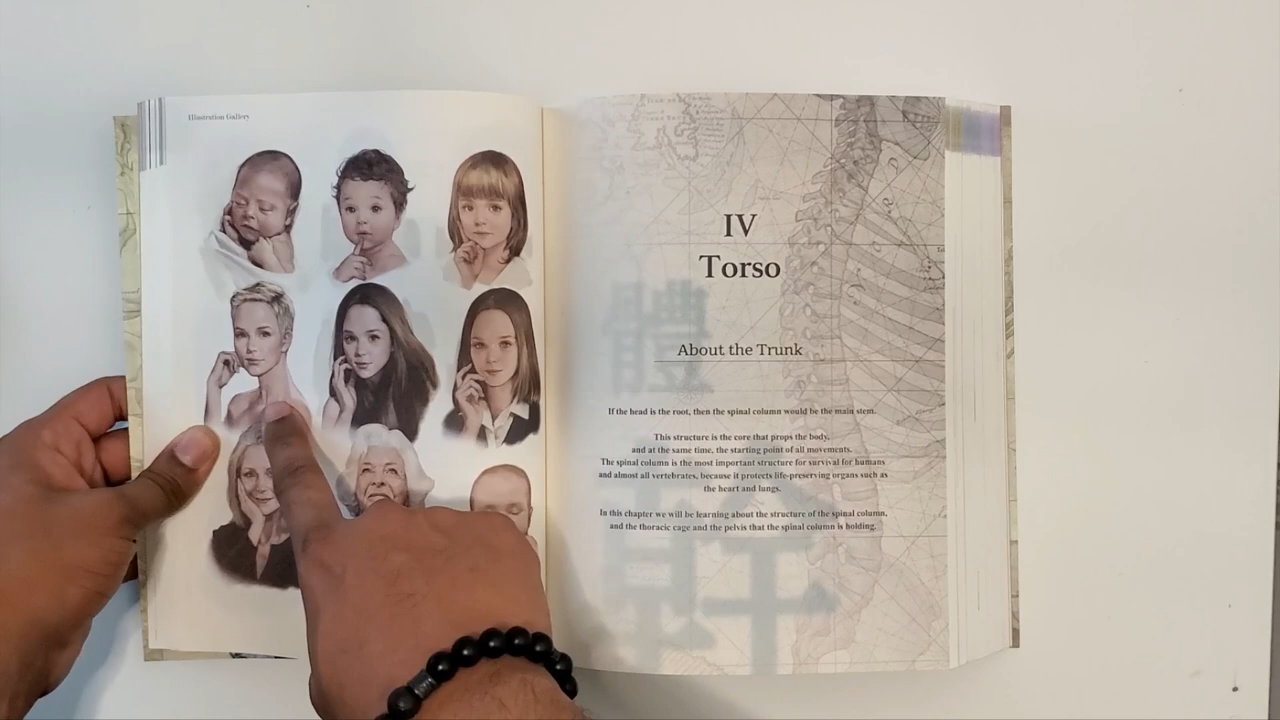 Illustration Gallery
IV
Torso
About the Trunk
If the head is the root, then the spinal column would be the main stem.
This structure is the core that props the body,
and at the same time, the starting point of all movements.
The spinal column is the most important structure for survival for humans
and almost all vertebrates, because it protects life-preserving organs such as
the heart and lungs.
In this chapter we will be learning about the structure of the spinal column,
and the thoracic cage and the pelvis that the spinal column is holding.